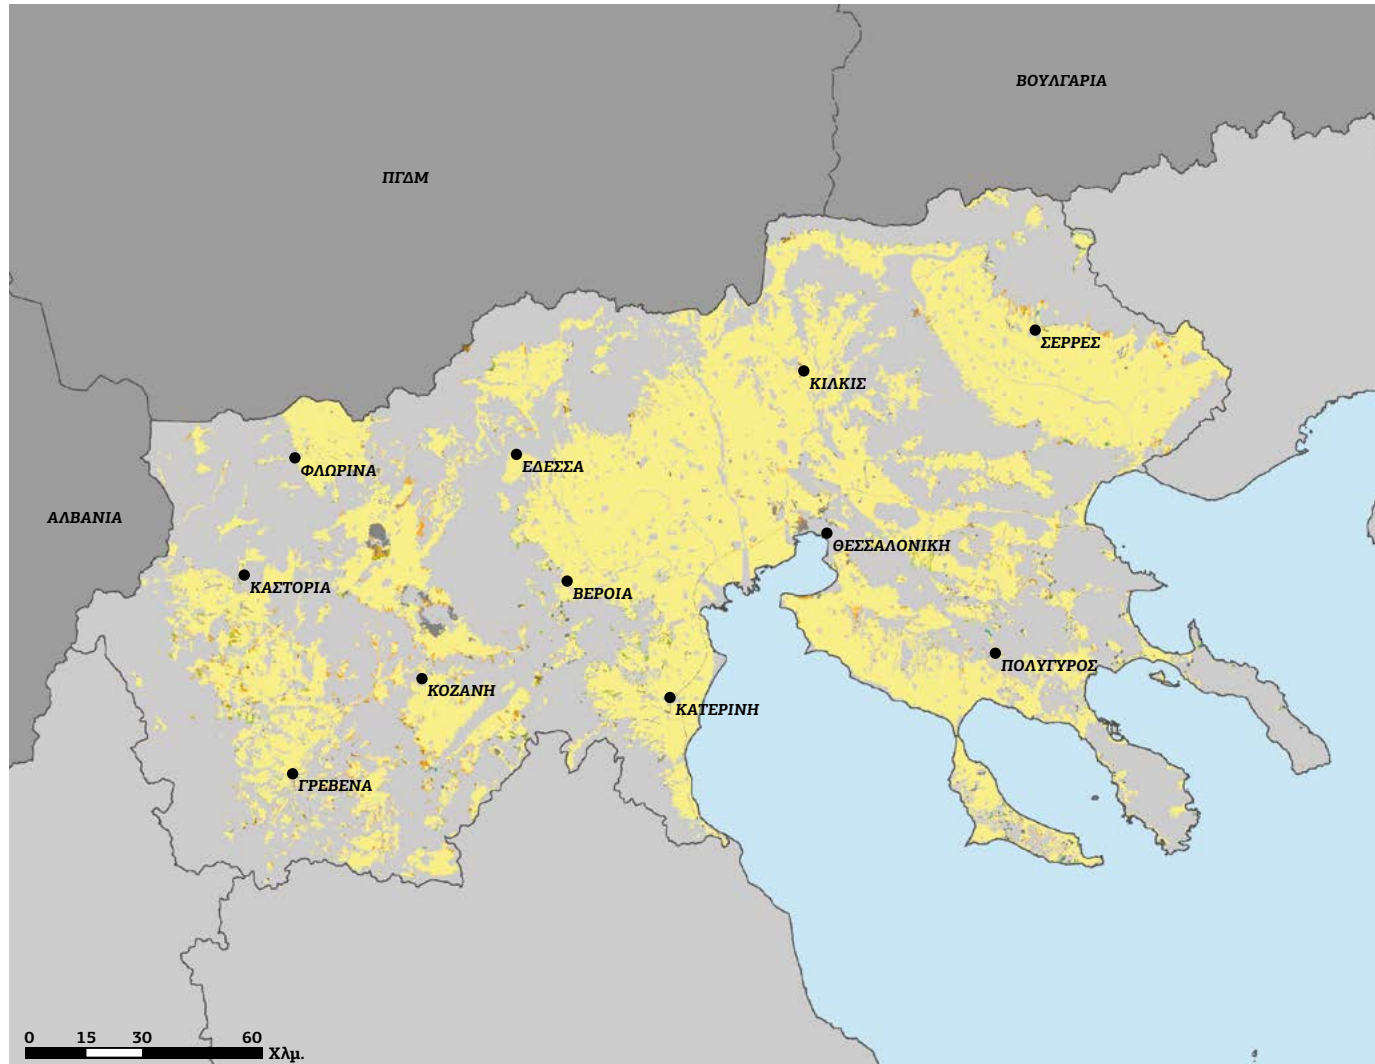 ΒΟΥΛΓΑΡΙΑ
ΠΓΔΜ
ΣΕΡΡΕΣ
ΚΙΛΚΙΣ
ΕΔΕΣΣΑ
ΦΛΩΡΙΝΑ
ΑΛΒΑΝΙΑ
ΘΕΣΣΑΛΟΝΙΚΗ
ΚΑΣΤΟΡΙΑ
ΒΕΡΟΙΑ
ΠΟΛΥΓΥΡΟΣ
ΚΟΖΑΝΗ
ΚΑΤΕΡΙΝΗ
ΓΡΕΒΕΝΑ
0 15 30 60
Χλμ.